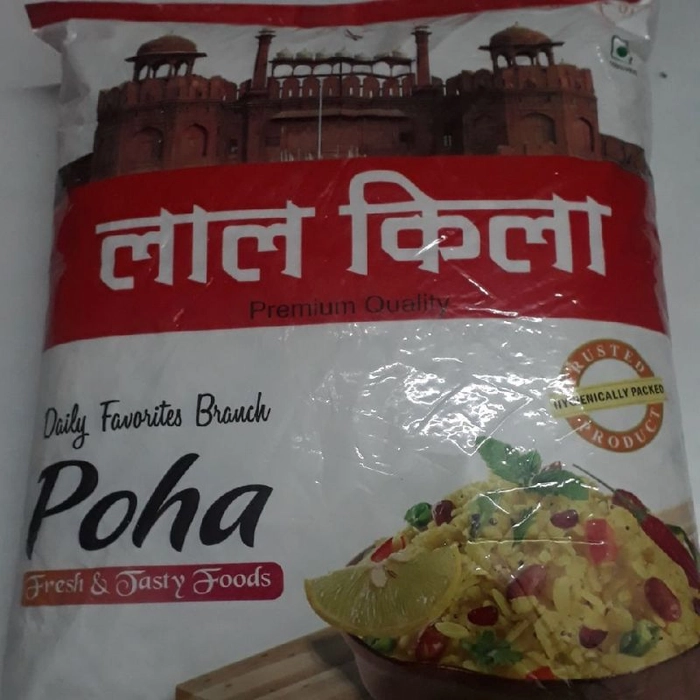 लाल किला
Premium Quality
TRUSTED
HYGIENICALLY PACKED
PRODUCT
Daily Favorites Branch
Poha
Fresh & Tasty Foods